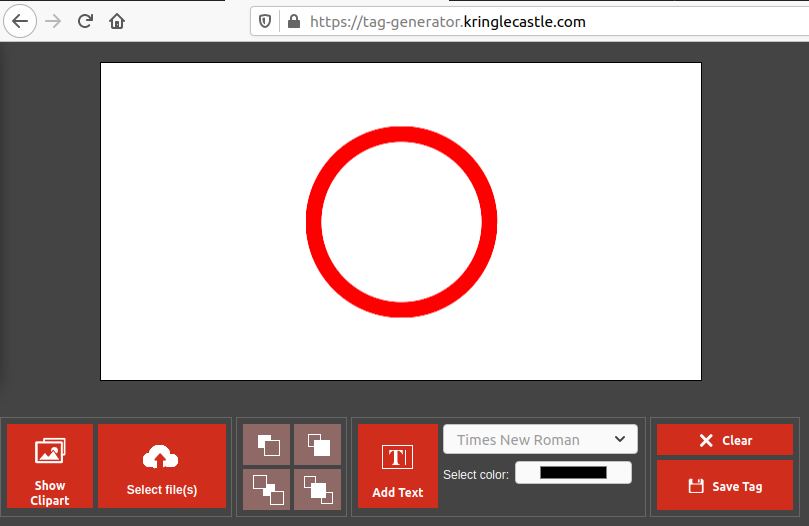 https://tag-generator.kringlecastle.com
Show
Clipart
Select file(s)
T
Add Text
Times New Roman
Select color:
Clear
Save Tag